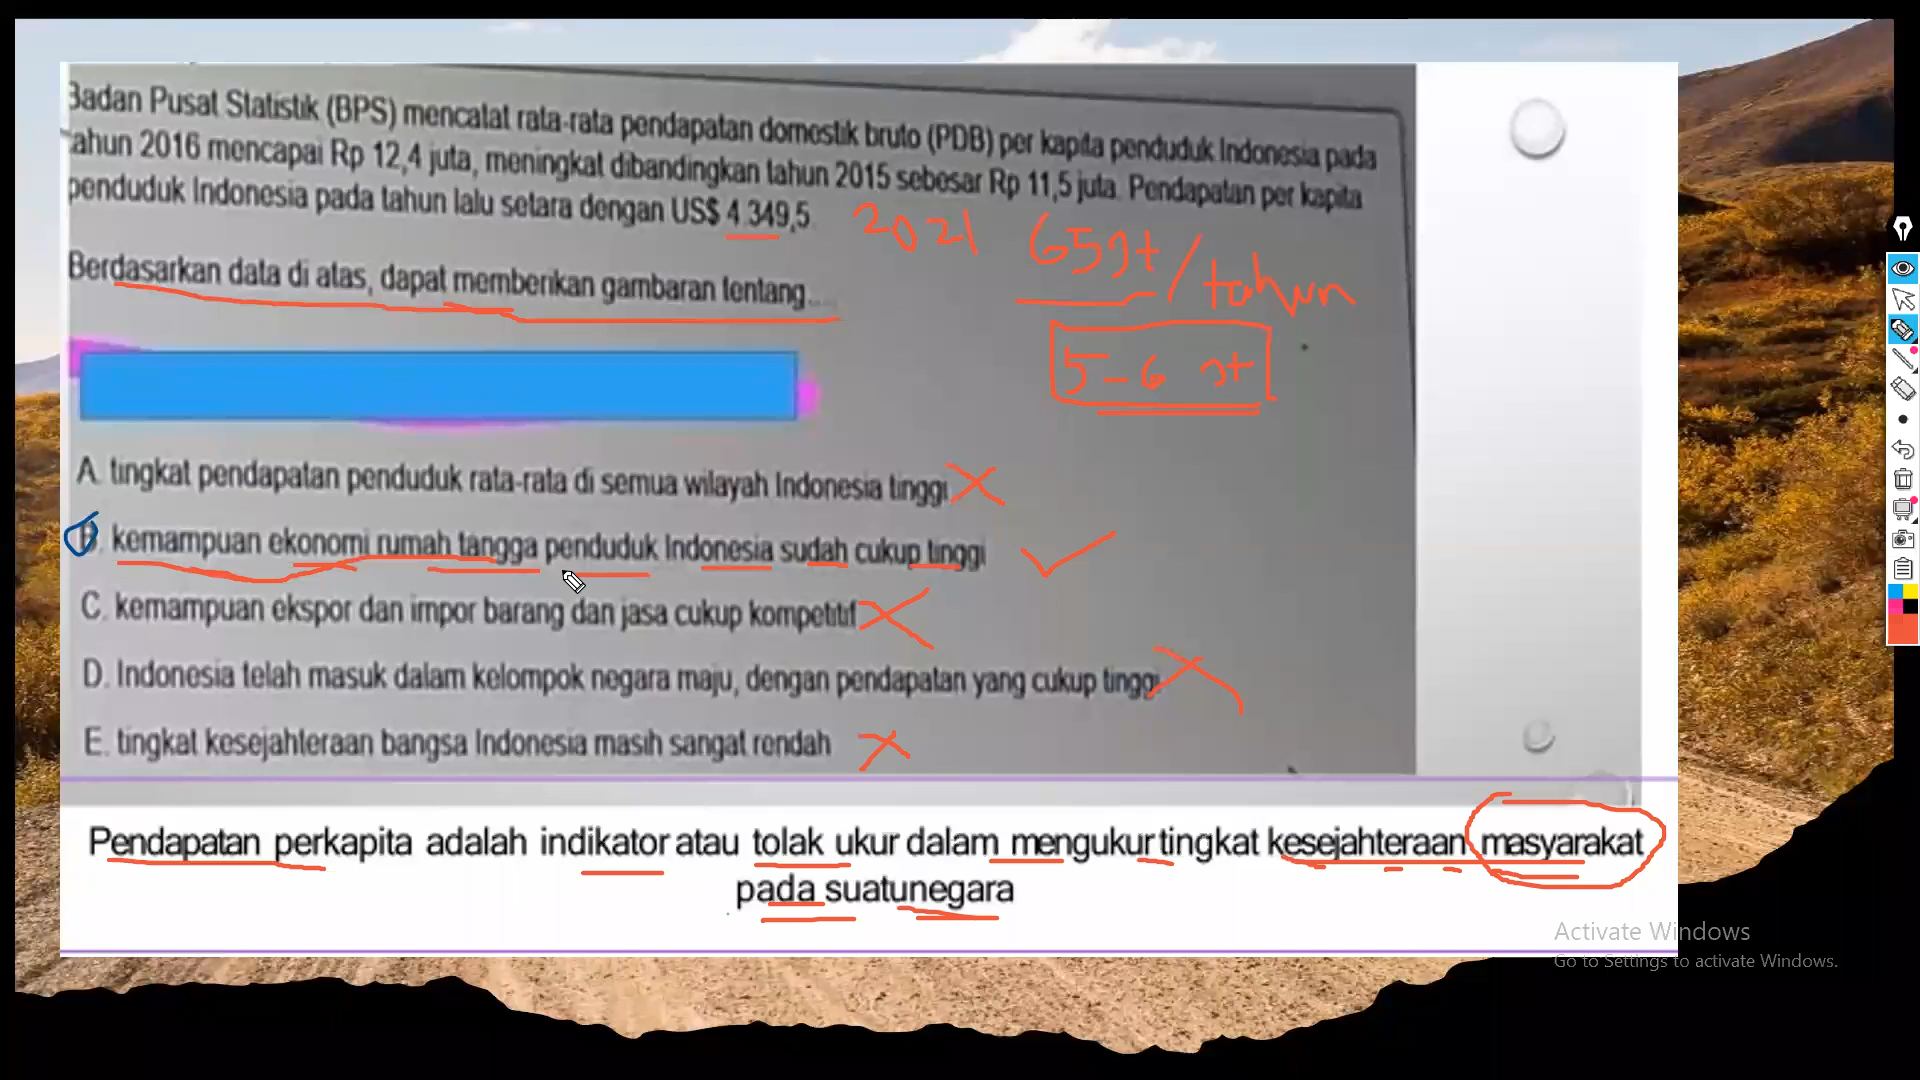 Badan Pusat Statistik (BPS) mencatat rata-rata pendapatan domestik bruto (PDB) per kapita penduduk Indonesia pada
tahun 2016 mencapai Rp 12,4 juta, meningkat dibandingkan tahun 2015 sebesar Rp 11,5 juta. Pendapatan per kapita
penduduk Indonesia pada tahun lalu setara dengan US$ 4.349,5.
2021 65 jt / tahun
Berdasarkan data di atas, dapat memberikan gambaran tentang....
5 - 6 jt
A. tingkat pendapatan penduduk rata-rata di semua wilayah Indonesia tinggi
B. kemampuan ekonomi rumah tangga penduduk Indonesia sudah cukup tinggi
C. kemampuan ekspor dan impor barang dan jasa cukup kompetitif
D. Indonesia telah masuk dalam kelompok negara maju, dengan pendapatan yang cukup tinggi
E. tingkat kesejahteraan bangsa Indonesia masih sangat rendah
Pendapatan perkapita adalah indikator atau tolak ukur dalam mengukur tingkat kesejahteraan masyarakat
pada suatunegara
Activate Windows
Go to Settings to activate Windows.